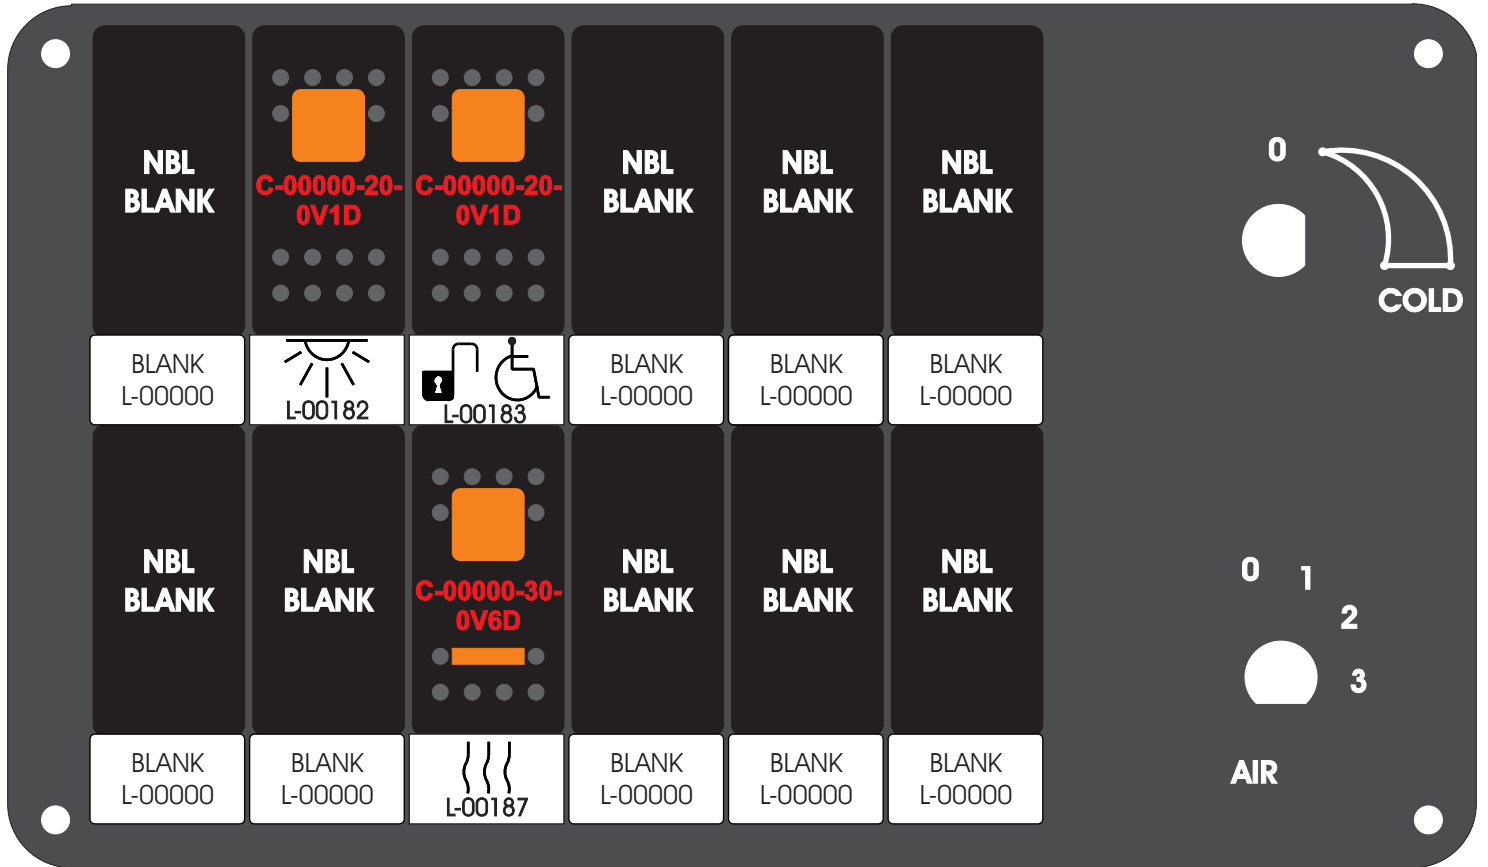 NBL
BLANK
C-00000-20-
0V1D
C-00000-20-
0V1D
NBL
BLANK
NBL
BLANK
NBL
BLANK
0
COLD
BLANK
L-00000
L-00182
L-00183
BLANK
L-00000
BLANK
L-00000
BLANK
L-00000
NBL
BLANK
NBL
BLANK
C-00000-30-
0V6D
NBL
BLANK
NBL
BLANK
NBL
BLANK
0
1
2
3
AIR
BLANK
L-00000
BLANK
L-00000
L-00187
BLANK
L-00000
BLANK
L-00000
BLANK
L-00000